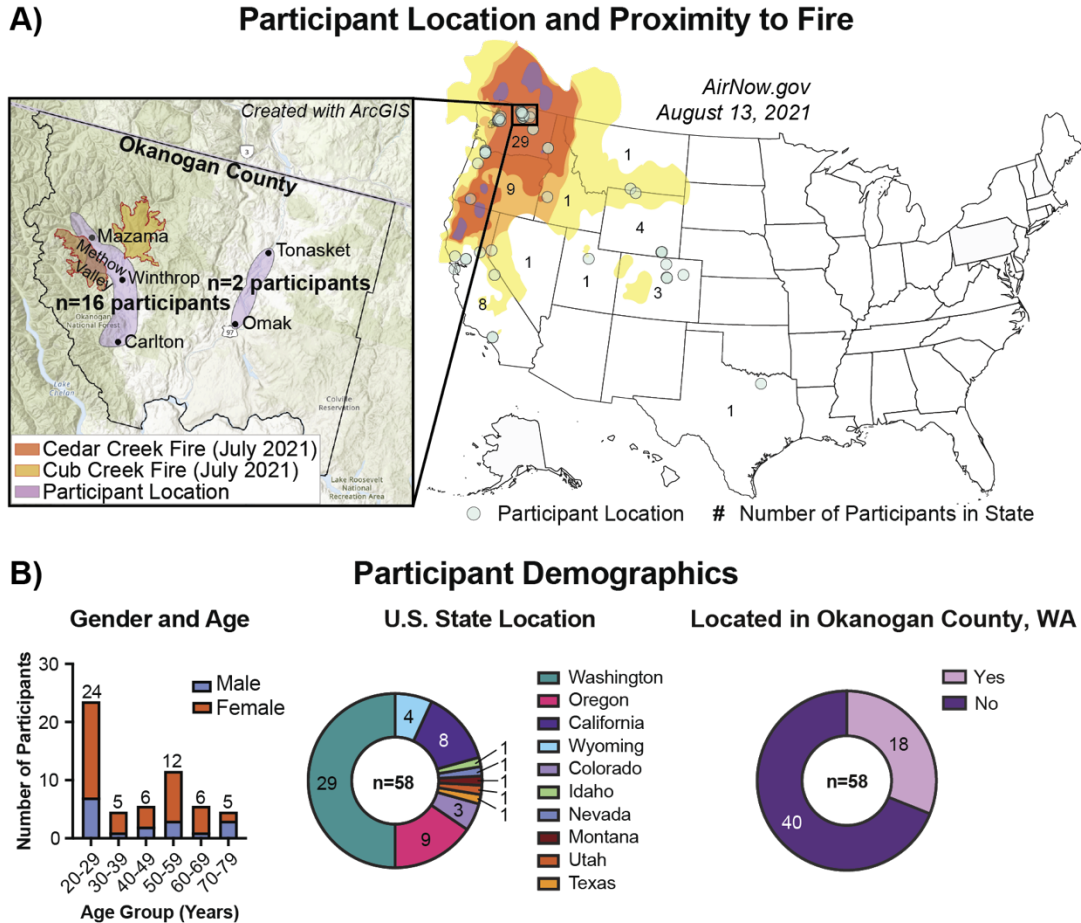 A)
Participant Location and Proximity to Fire
Created with ArcGIS
AirNow.gov
August 13, 2021
3
Okanogan County
Mazama
Methow
Valley
Winthrop
n=16 participants
Okanogan
National Forest
Carlton
Tonasket
n=2 participants
Omak
97
Lake
Chelan
Colville
Reservation
Lake Roosevelt
National
Recreation Area
Cedar Creek Fire (July 2021)
Cub Creek Fire (July 2021)
Participant Location
29
1
9
1
4
1
1
3
8
1
Participant Location
# Number of Participants in State
B)
Participant Demographics
Gender and Age
Number of Participants
30
20
10
0
24
5
6
12
6
5
Male
Female
20-29
30-39
40-49
50-59
60-69
70-79
Age Group (Years)
U.S. State Location
4
8
1
1
1
1
1
3
9
29
n=58
Washington
Oregon
California
Wyoming
Colorado
Idaho
Nevada
Montana
Utah
Texas
Located in Okanogan County, WA
Yes
No
18
40
n=58